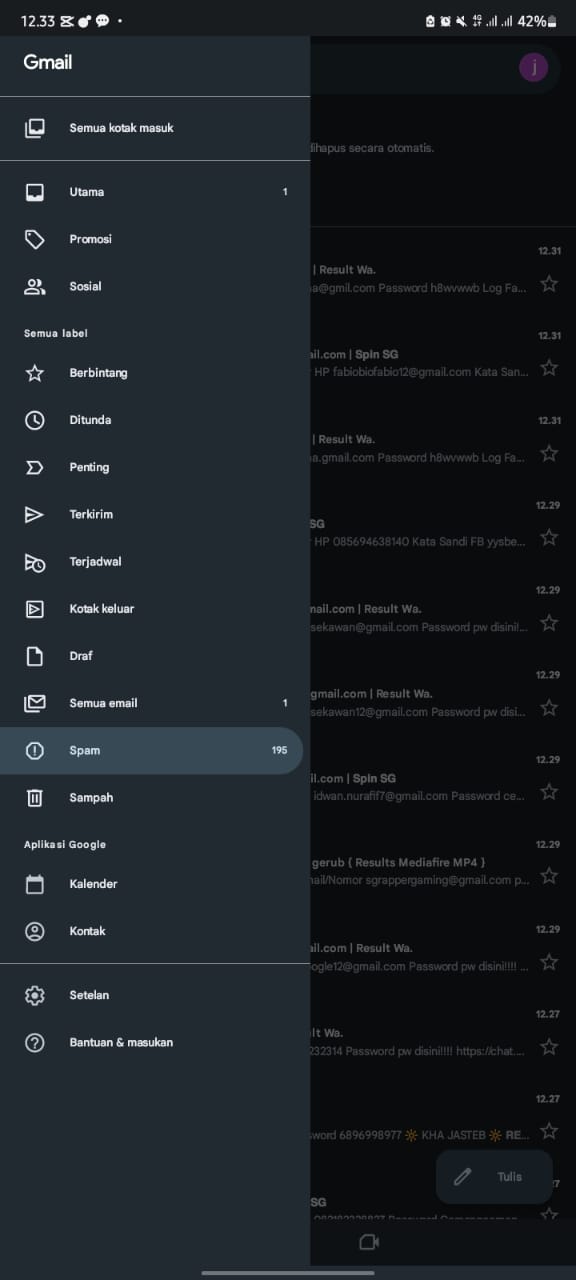 12.33
4G 42%
Gmail
j
Semua kotak masuk
dihapus secara otomatis.
Utama 1
Promosi
Sosial
Semua label
Berbintang
Ditunda
Penting
Terkirim
Terjadwal
Kotak keluar
Draf
Semua email 1
Spam 195
Sampah
Aplikasi Google
Kalender
Kontak
Setelan
Bantuan & masukan
12.31
| Result Wa.
a@gmil.com Password h8wvwwb Log Fa...
12.31
ail.com | Spin SG
HP fabiobiofabio12@gmail.com Kata San...
12.31
| Result Wa.
a.gmail.com Password h8wvwwb Log Fa...
12.29
SG
HP 085694638140 Kata Sandi FB yysbe...
12.29
mail.com | Result Wa.
sekawan@gmail.com Password pw disini!...
12.29
gmail.com | Result Wa.
sekawan12@gmail.com Password pw disi...
12.29
il.com | Spin SG
idwan.nurafif7@gmail.com Password ce...
12.29
gerub { Results Mediafire MP4 }
nail/Nomor sgrappergaming@gmail.com p...
12.29
ail.com | Result Wa.
ogle12@gmail.com Password pw disini!!!! ...
12.27
lt Wa.
232314 Password pw disini!!!! https://chat....
12.27
sword 6896998977 🔆 KHA JASTEB 🔆 RE...
27
SG
Tulis